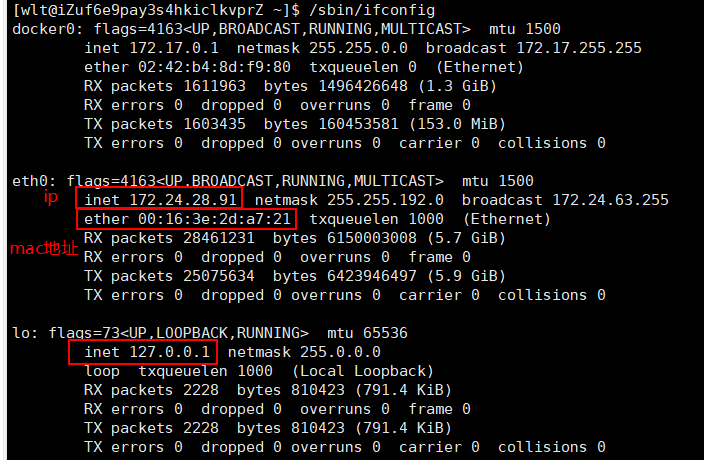 [wlt@iZuf6e9pay3s4hkiclkvprZ ~]$ /sbin/ifconfig
docker0: flags=4163<UP,BROADCAST,RUNNING,MULTICAST>  mtu 1500
inet 172.17.0.1  netmask 255.255.0.0  broadcast 172.17.255.255
ether 02:42:b4:8d:f9:80  txqueuelen 0  (Ethernet)
RX packets 1611963  bytes 1496426648 (1.3 GiB)
RX errors 0  dropped 0  overruns 0  frame 0
TX packets 1603435  bytes 160453581 (153.0 MiB)
TX errors 0  dropped 0 overruns 0  carrier 0  collisions 0
eth0: flags=4163<UP,BROADCAST,RUNNING,MULTICAST>  mtu 1500
ip inet 172.24.28.91  netmask 255.255.192.0  broadcast 172.24.63.255
ether 00:16:3e:2d:a7:21  txqueuelen 1000  (Ethernet)
RX packets 28461231  bytes 6150003008 (5.7 GiB)
mac地址 RX errors 0  dropped 0  overruns 0  frame 0
TX packets 25075634  bytes 6423946497 (5.9 GiB)
TX errors 0  dropped 0 overruns 0  carrier 0  collisions 0
lo: flags=73<UP,LOOPBACK,RUNNING>  mtu 65536
inet 127.0.0.1  netmask 255.0.0.0
loop  txqueuelen 1000  (Local Loopback)
RX packets 2228  bytes 810423 (791.4 KiB)
RX errors 0  dropped 0  overruns 0  frame 0
TX packets 2228  bytes 810423 (791.4 KiB)
TX errors 0  dropped 0 overruns 0  carrier 0  collisions 0